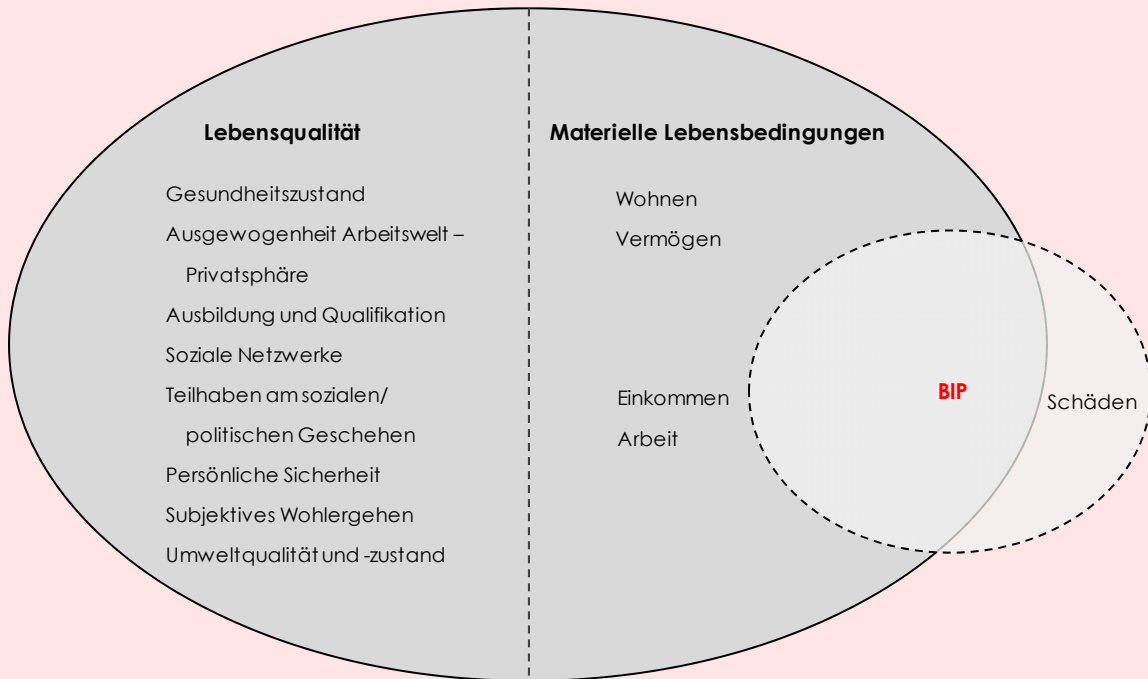 Lebensqualität
Gesundheitszustand
Ausgewogenheit Arbeitswelt –
Privatsphäre
Ausbildung und Qualifikation
Soziale Netzwerke
Teilhaben am sozialen/
politischen Geschehen
Persönliche Sicherheit
Subjektives Wohlergehen
Umweltqualität und -zustand
Materielle Lebensbedingungen
Wohnen
Vermögen
Einkommen
Arbeit
BIP
Schäden